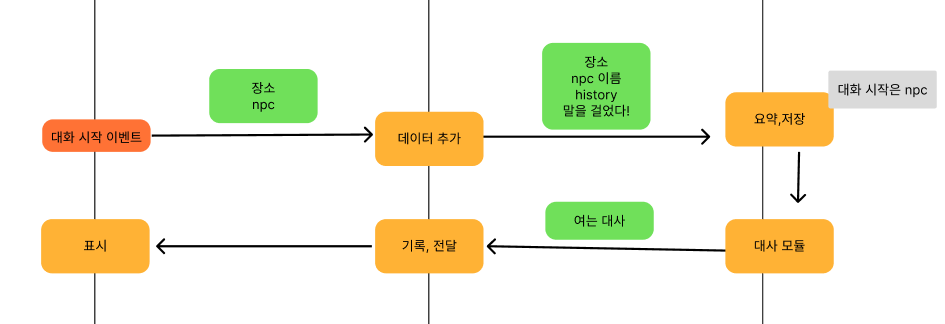 장소
npc
장소
npc 이름
history
말을 걸었다!
대화 시작은 npc
대화 시작 이벤트
데이터 추가
요약,저장
여는 대사
표시
기록, 전달
대사 모듈